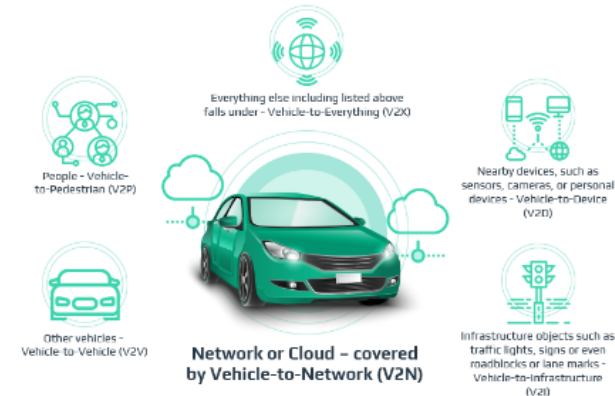 Everything else including listed above
falls under - Vehicle-to-Everything (V2X)
People - Vehicle-
to-Pedestrian (V2P)
Nearby devices, such as
sensors, cameras, or personal
devices - Vehicle-to-Device
(V2D)
Other vehicles -
Vehicle-to-Vehicle (V2V)
Network or Cloud – covered
by Vehicle-to-Network (V2N)
Infrastructure objects such as
traffic lights, signs or even
roadblocks or lane marks -
Vehicle-to-Infrastructure
(V2I)